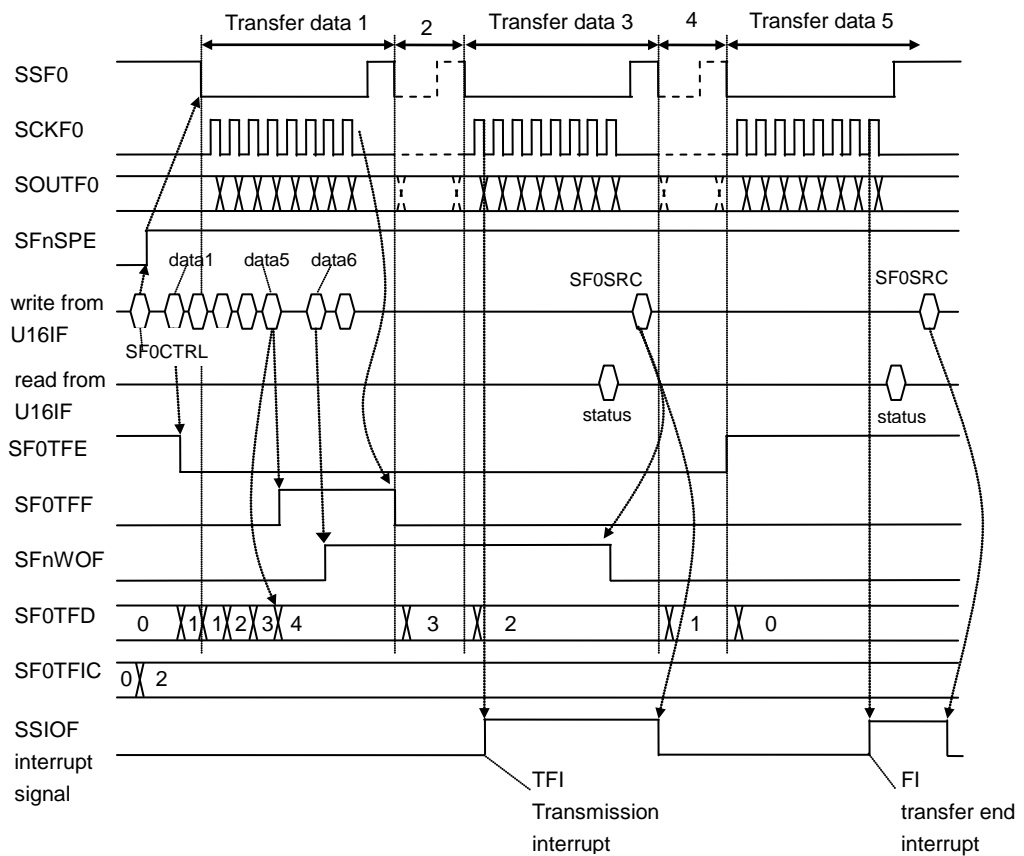 Transfer data 1
2
Transfer data 3
4
Transfer data 5
SSF0
SCKF0
SOUTF0
SFnSPE
data1
data5
data6
SF0SRC
SF0SRC
write from
U16IF
SF0CTRL
read from
U16IF
status
status
SF0TFE
SF0TFF
SFnWOF
SF0TFD
0
1
1
2
3
4
3
2
1
0
SF0TFIC
0
2
SSIOF
interrupt
signal
TFI
Transmission
interrupt
FI
transfer end
interrupt